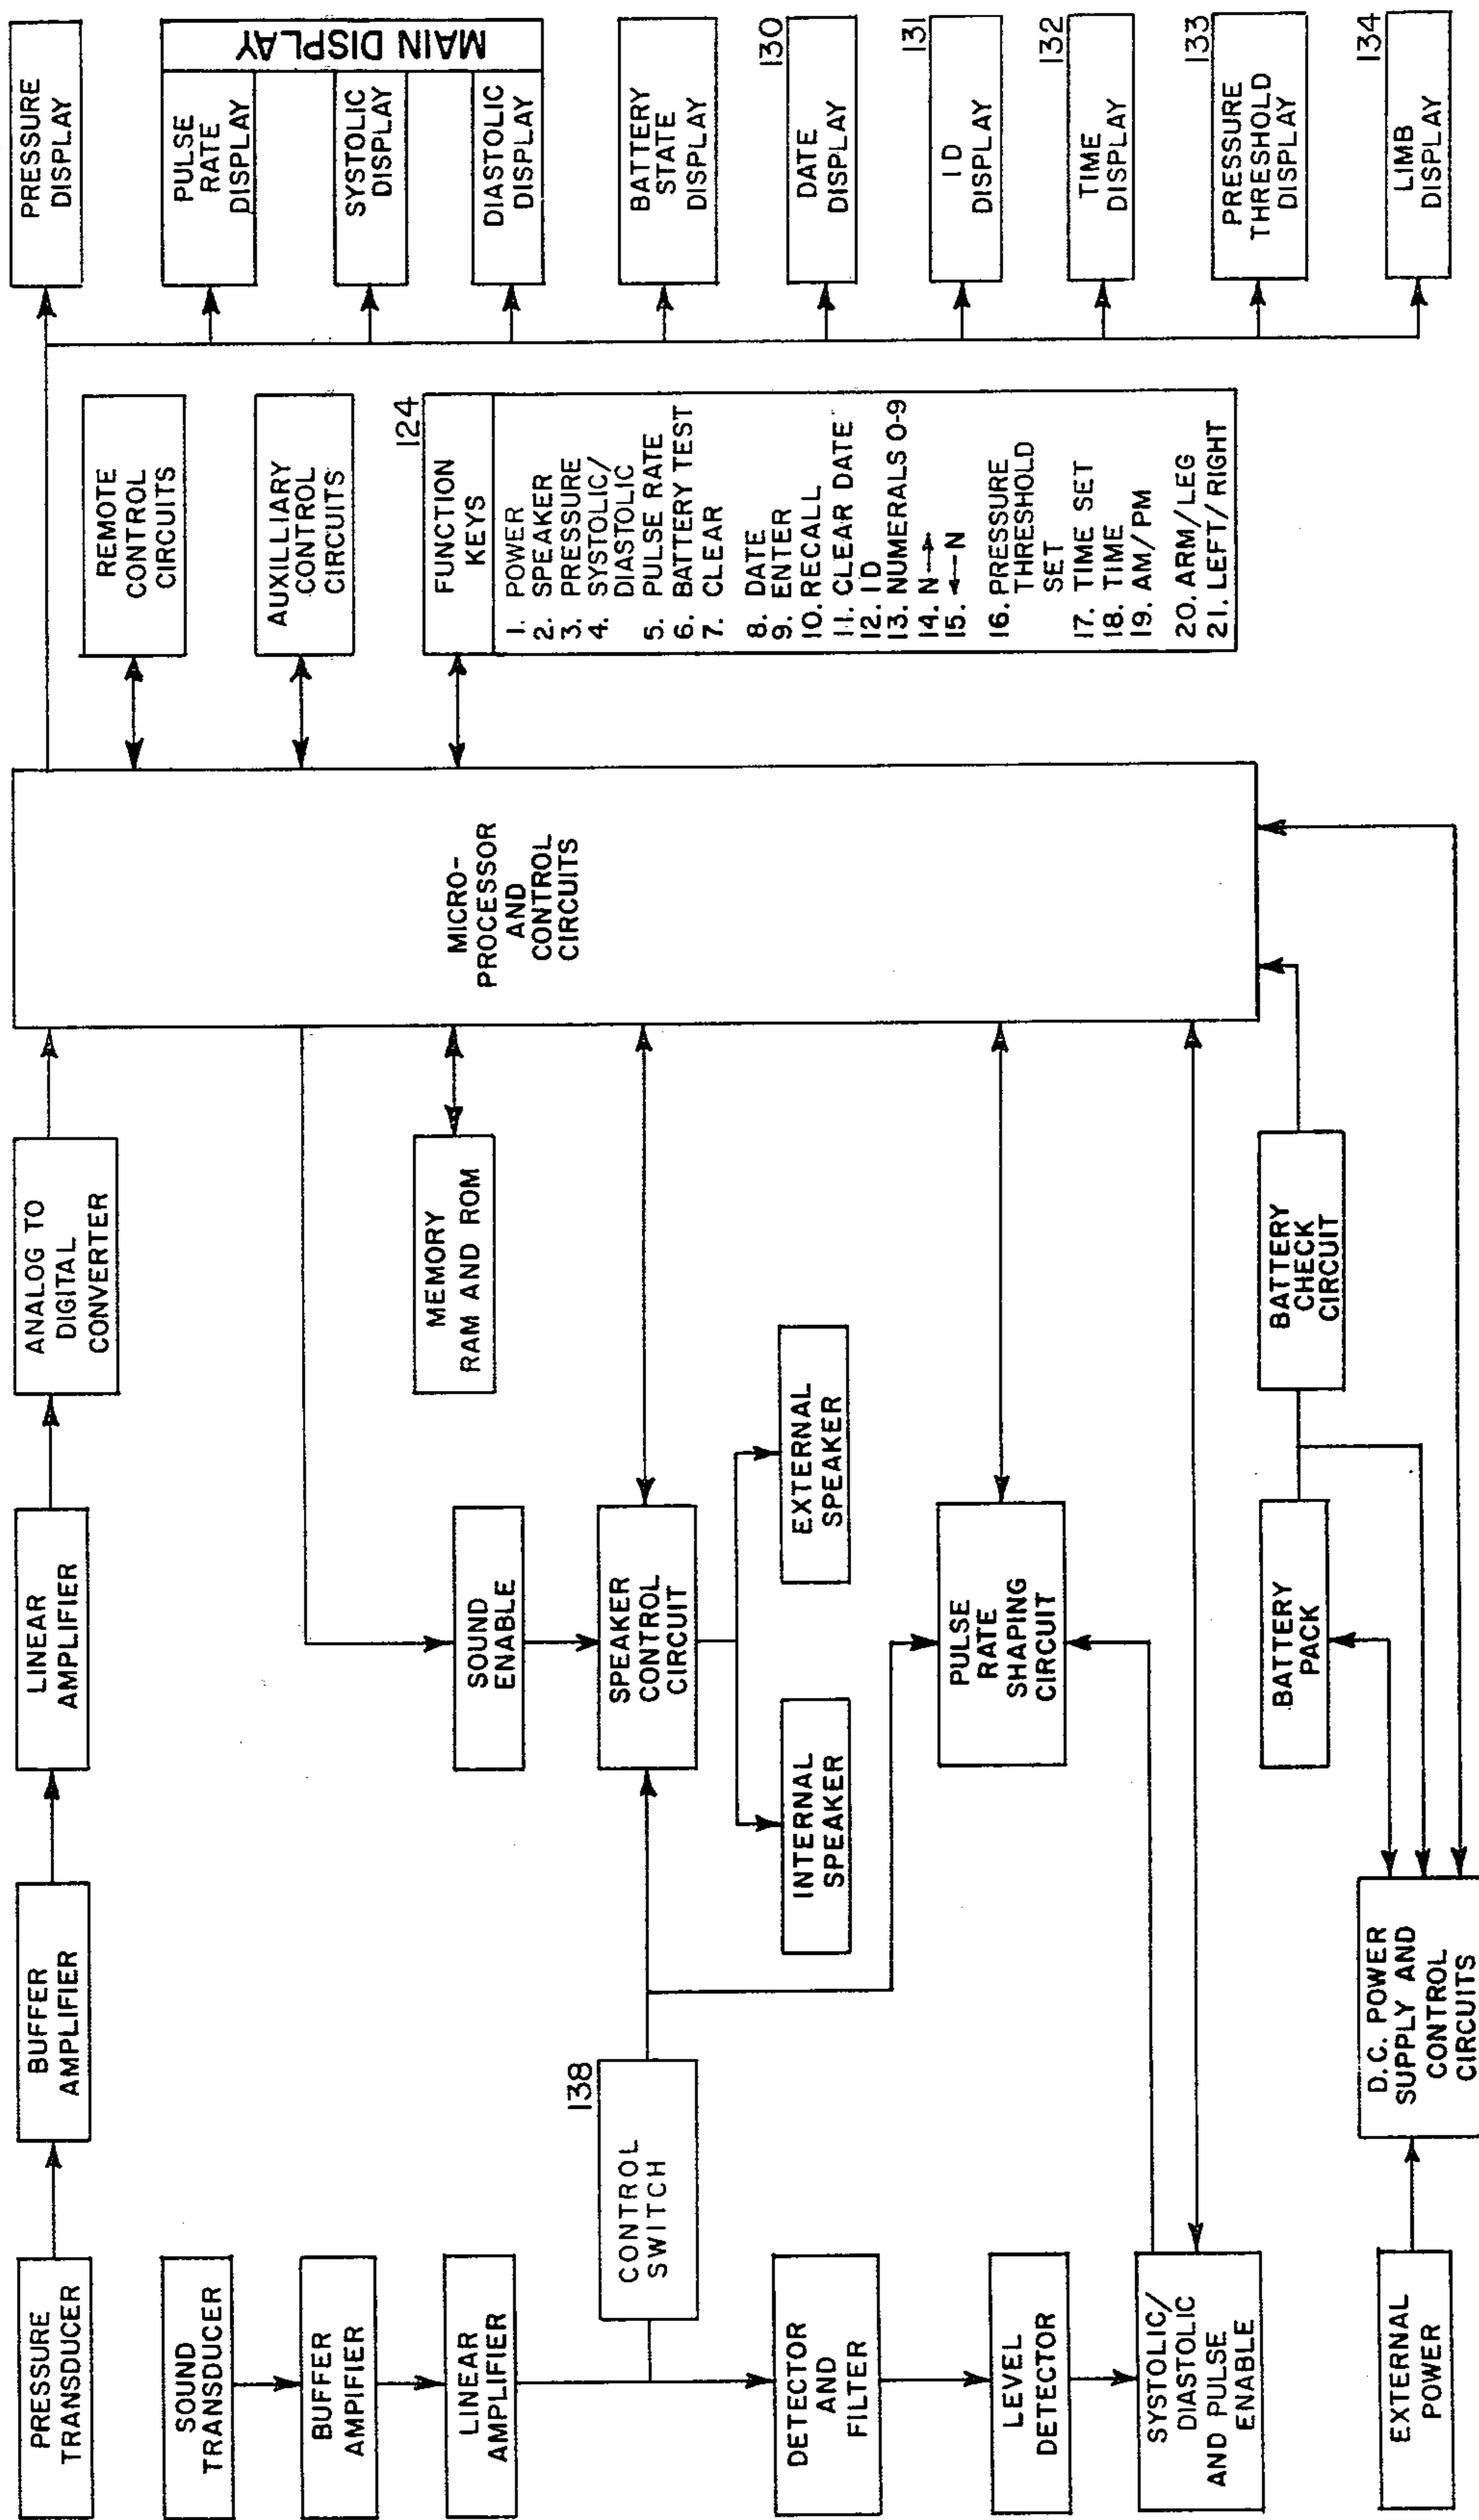 PRESSURE
TRANSDUCER
BUFFER
AMPLIFIER
LINEAR
AMPLIFIER
ANALOG TO
DIGITAL
CONVERTER
SOUND
TRANSDUCER
BUFFER
AMPIFIER
LINEAR
AMPLIFIER
138
CONTROL
SWITCH
DETECTOR
AND
FILTER
LEVEL
DETECTOR
SYSTOLIC/
DIASTOLIC
AND PULSE
ENABLE
EXTERNAL
POWER
SOUND
ENABLE
SPEAKER
CONTROL
CIRCUIT
INTERNAL
SPEAKER
EXTERNAL
SPEAKER
PULSE
RATE
SHAPING
CIRCUIT
BATTERY
PACK
D.C. POWER
SUPPLY AND
CONTROL
CIRCUITS
MEMORY
RAM AND ROM
BATTERY
CHECK
CIRCUIT
MICRO-
PROCESSOR
AND
CONTROL
CIRCUITS
REMOTE
CONTROL
CIRCUITS
AUXILLIARY
CONTROL
CIRCUITS
124
FUNCTION
KEYS
1. POWER
2. SPEAKER
3. PRESSURE
4. SYSTOLIC/
DIASTOLIC
5. PULSE RATE
6. BATTERY TEST
7. CLEAR
8. DATE
9. ENTER
10. RECALL
11. CLEAR DATE
12. ID
13. NUMERALS 0-9
14. N→
15. ←N
16. PRESSURE
THRESHOLD
SET
17. TIME SET
18. TIME
19. AM/PM
20. ARM/LEG
21. LEFT/RIGHT
PRESSURE
DISPLAY
PULSE
RATE
DISPLAY
SYSTOLIC
DISPLAY
DIASTOLIC
DISPLAY
MAIN DISPLAY
BATTERY
STATE
DISPLAY
130
DATE
DISPLAY
131
ID
DISPLAY
132
TIME
DISPLAY
133
PRESSURE
THRESHOLD
DISPLAY
134
LIMB
DISPLAY